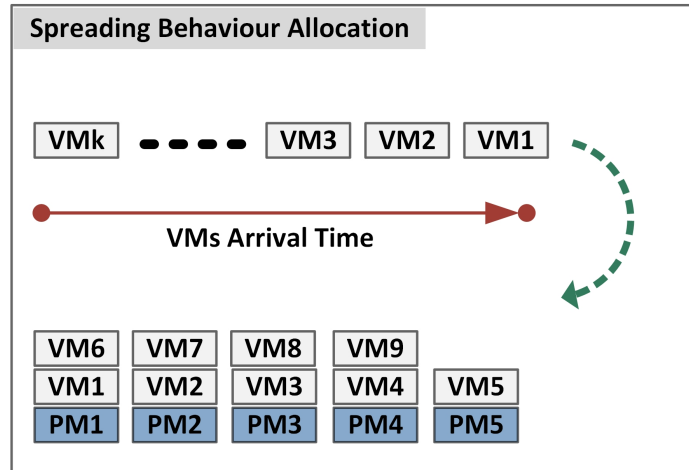 Spreading Behaviour Allocation
VMk VM3 VM2 VM1
VMs Arrival Time
VM6 VM7 VM8 VM9
VM1 VM2 VM3 VM4 VM5
PM1 PM2 PM3 PM4 PM5